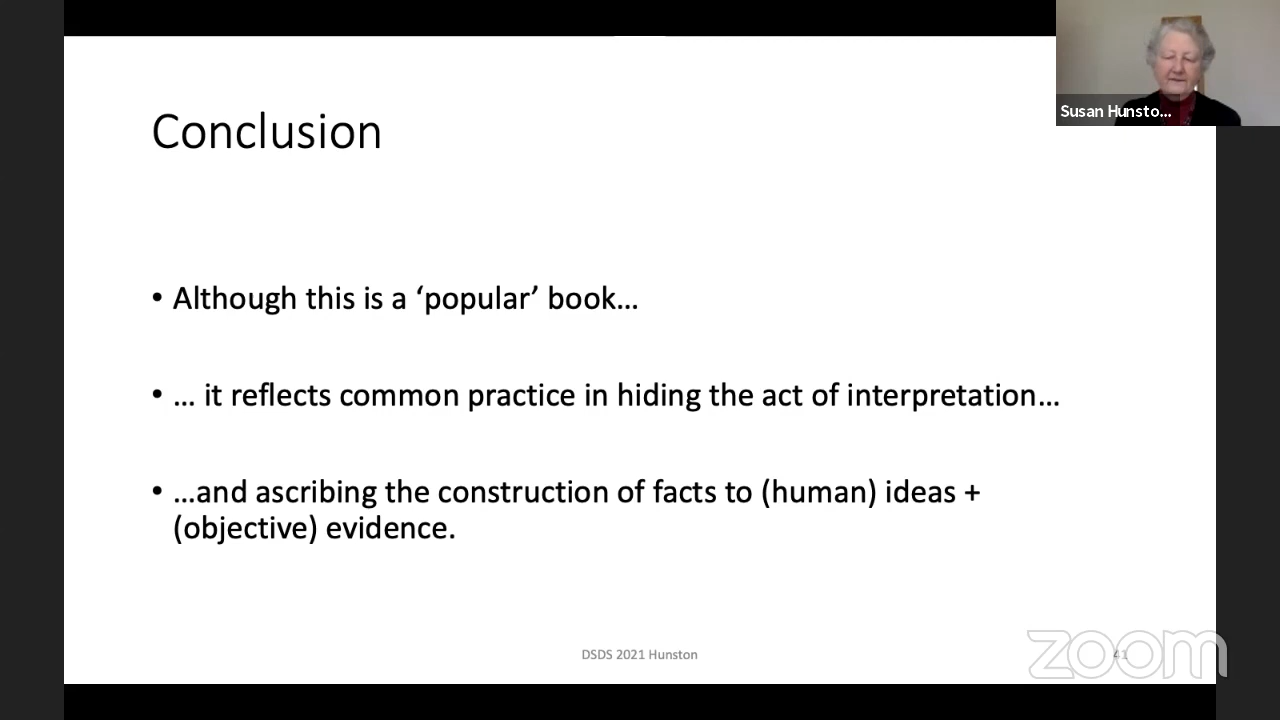 Susan Hunsto...
Conclusion
• Although this is a ‘popular’ book…
• … it reflects common practice in hiding the act of interpretation…
• …and ascribing the construction of facts to (human) ideas +
(objective) evidence.
DSDS 2021 Hunston
41
zoom